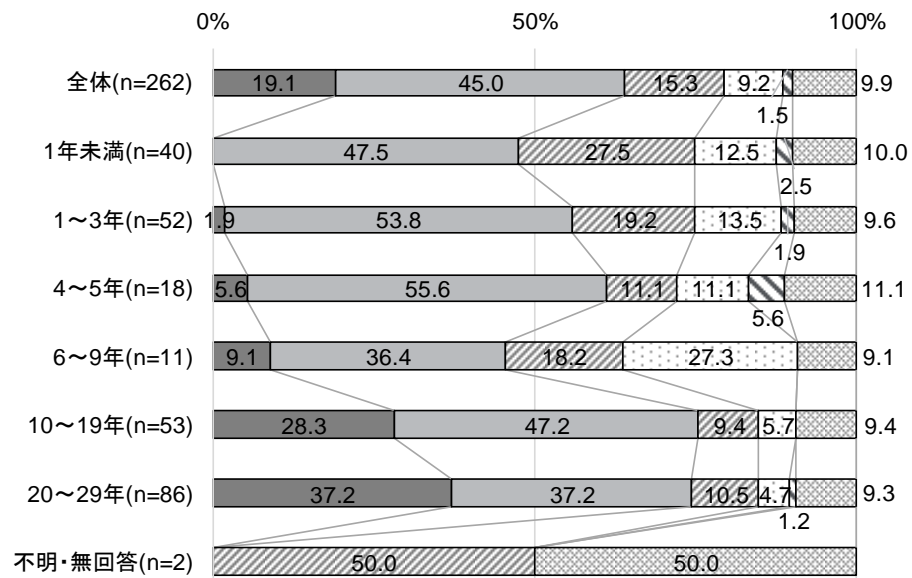 0% 50% 100%
全体(n=262) 19.1 45.0 15.3 9.2 9.9
1.5
1年未満(n=40) 47.5 27.5 12.5 10.0
2.5
1～3年(n=52) 1.9 53.8 19.2 13.5 9.6
1.9
4～5年(n=18) 5.6 55.6 11.1 11.1 11.1
5.6
6～9年(n=11) 9.1 36.4 18.2 27.3 9.1
10～19年(n=53) 28.3 47.2 9.4 5.7 9.4
20～29年(n=86) 37.2 37.2 10.5 4.7 9.3
1.2
不明・無回答(n=2) 50.0 50.0